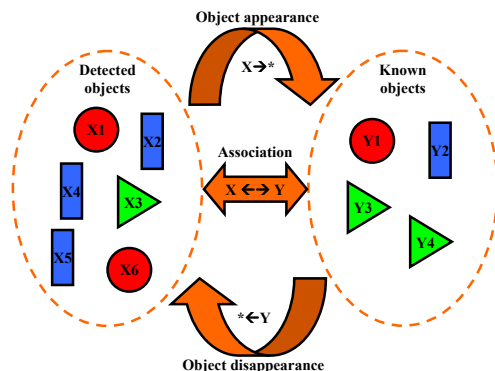 Object appearance
X→*
Detected
objects
Known
objects
X1
X2
Y1
Y2
Association
X4
X3
X ←→ Y
Y3
Y4
X5
X6
*←Y
Object disappearance